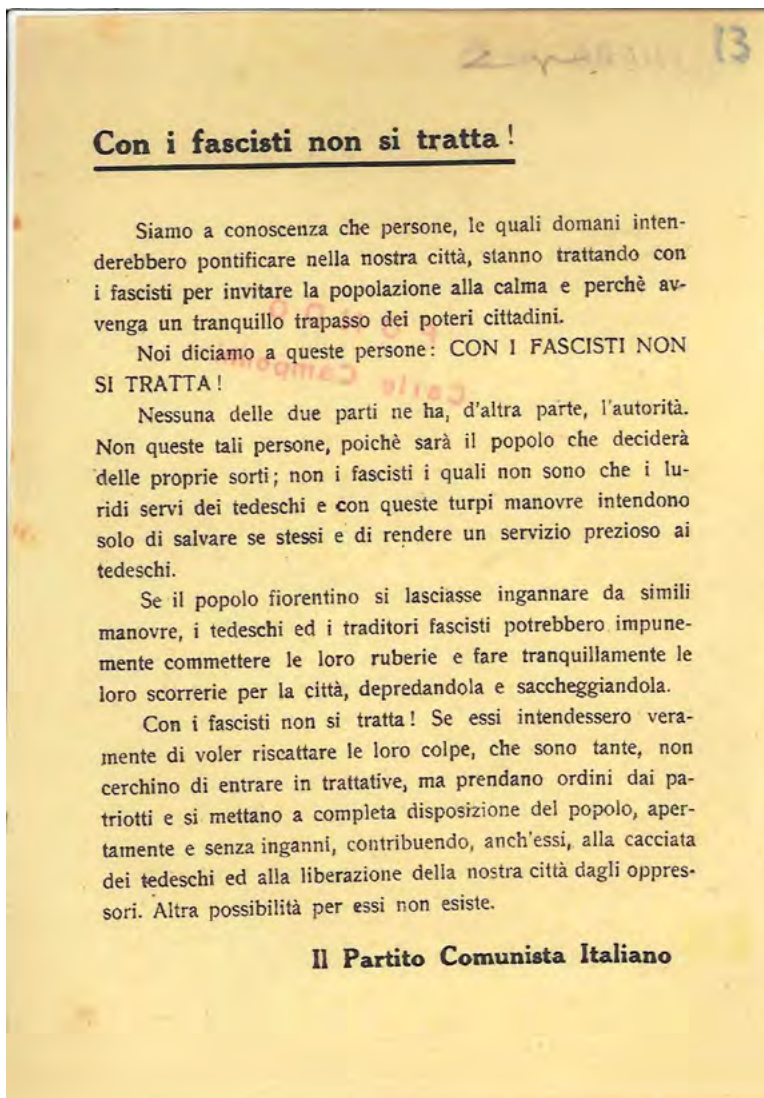 13
Con i fascisti non si tratta !
Siamo a conoscenza che persone, le quali domani inten-
derebbero pontificare nella nostra città, stanno trattando con
i fascisti per invitare la popolazione alla calma e perchè av-
venga un tranquillo trapasso dei poteri cittadini.
Noi diciamo a queste persone: CON I FASCISTI NON
SI TRATTA !
Nessuna delle due parti ne ha, d'altra parte, l'autorità.
Non queste tali persone, poichè sarà il popolo che deciderà
delle proprie sorti; non i fascisti i quali non sono che i lu-
ridi servi dei tedeschi e con queste turpi manovre intendono
solo di salvare se stessi e di rendere un servizio prezioso ai
tedeschi.
Se il popolo fiorentino si lasciasse ingannare da simili
manovre, i tedeschi ed i traditori fascisti potrebbero impune-
mente commettere le loro ruberie e fare tranquillamente le
loro scorrerie per la città, depredandola e saccheggiandola.
Con i fascisti non si tratta ! Se essi intendessero vera-
mente di voler riscattare le loro colpe, che sono tante, non
cerchino di entrare in trattative, ma prendano ordini dai pa-
triotti e si mettano a completa disposizione del popolo, aper-
tamente e senza inganni, contribuendo, anch'essi, alla cacciata
dei tedeschi ed alla liberazione della nostra città dagli oppres-
sori. Altra possibilità per essi non esiste.
Il Partito Comunista Italiano